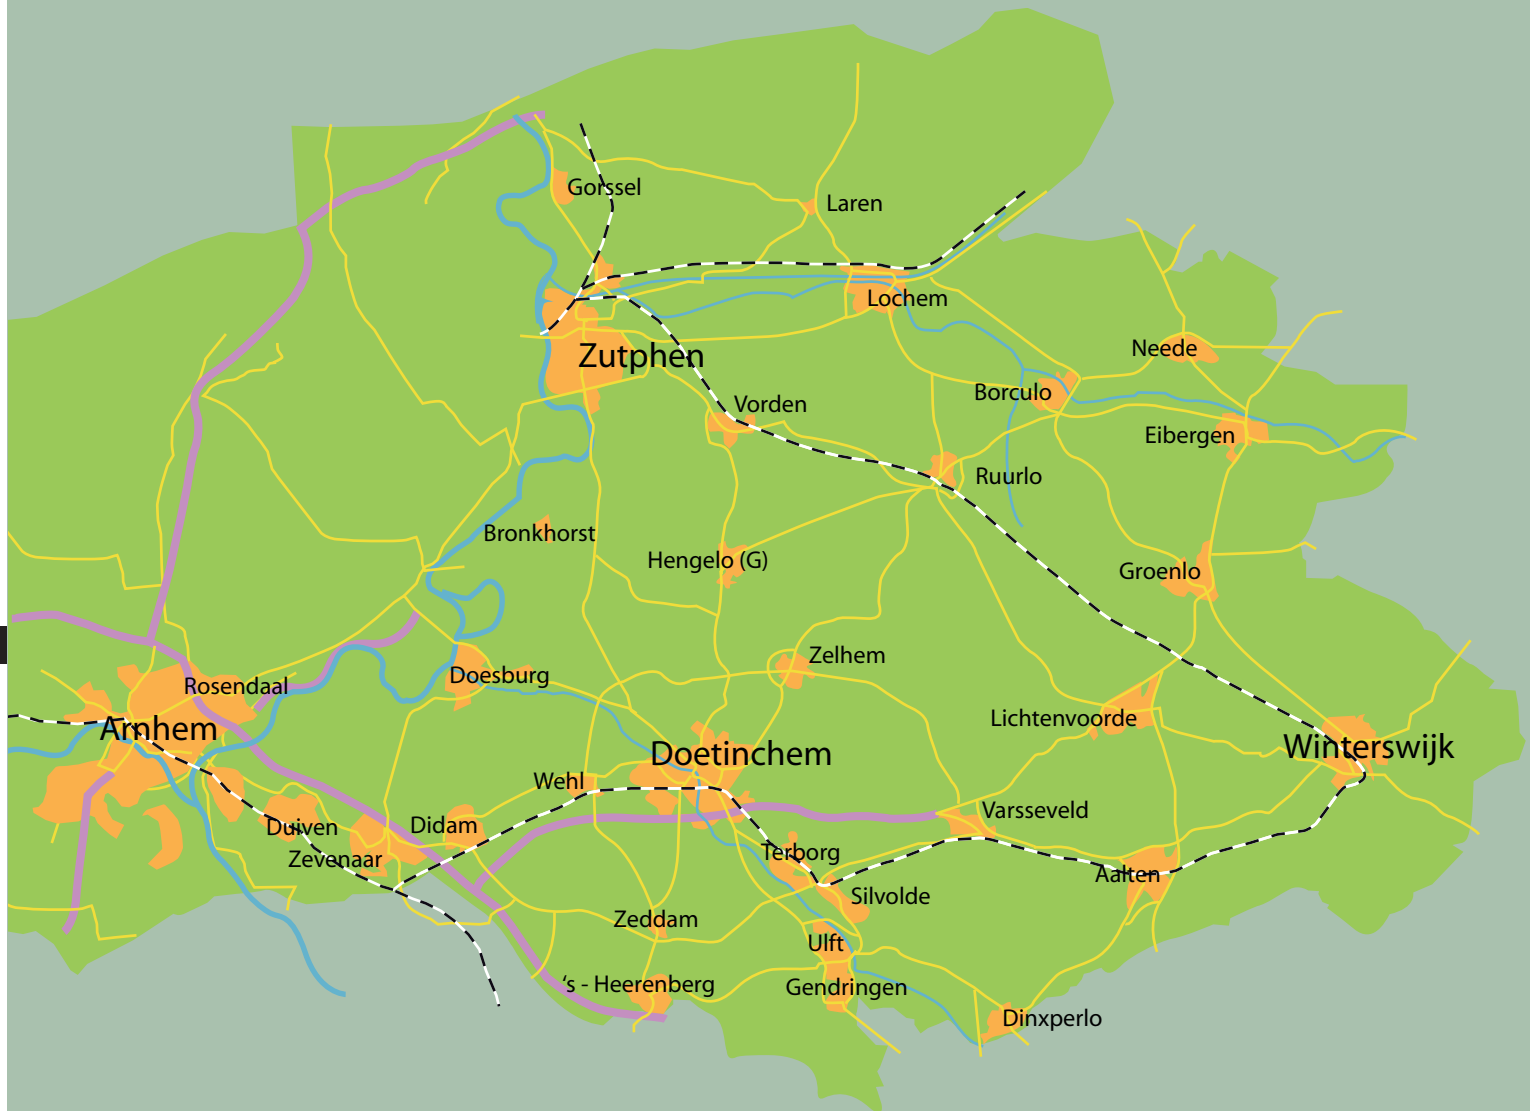 Gorssel
Laren
Lochem
Zutphen
Neede
Borculo
Vorden
Eibergen
Ruurlo
Bronkhorst
Hengelo (G)
Groenlo
Zelhem
Doesburg
Rosendaal
Lichtenvoorde
Arnhem
Winterswijk
Doetinchem
Wehl
Varsseveld
Duiven
Didam
Zevenaar
Terborg
Aalten
Silvolde
Zeddam
Ulft
's - Heerenberg
Gendringen
Dinxperlo